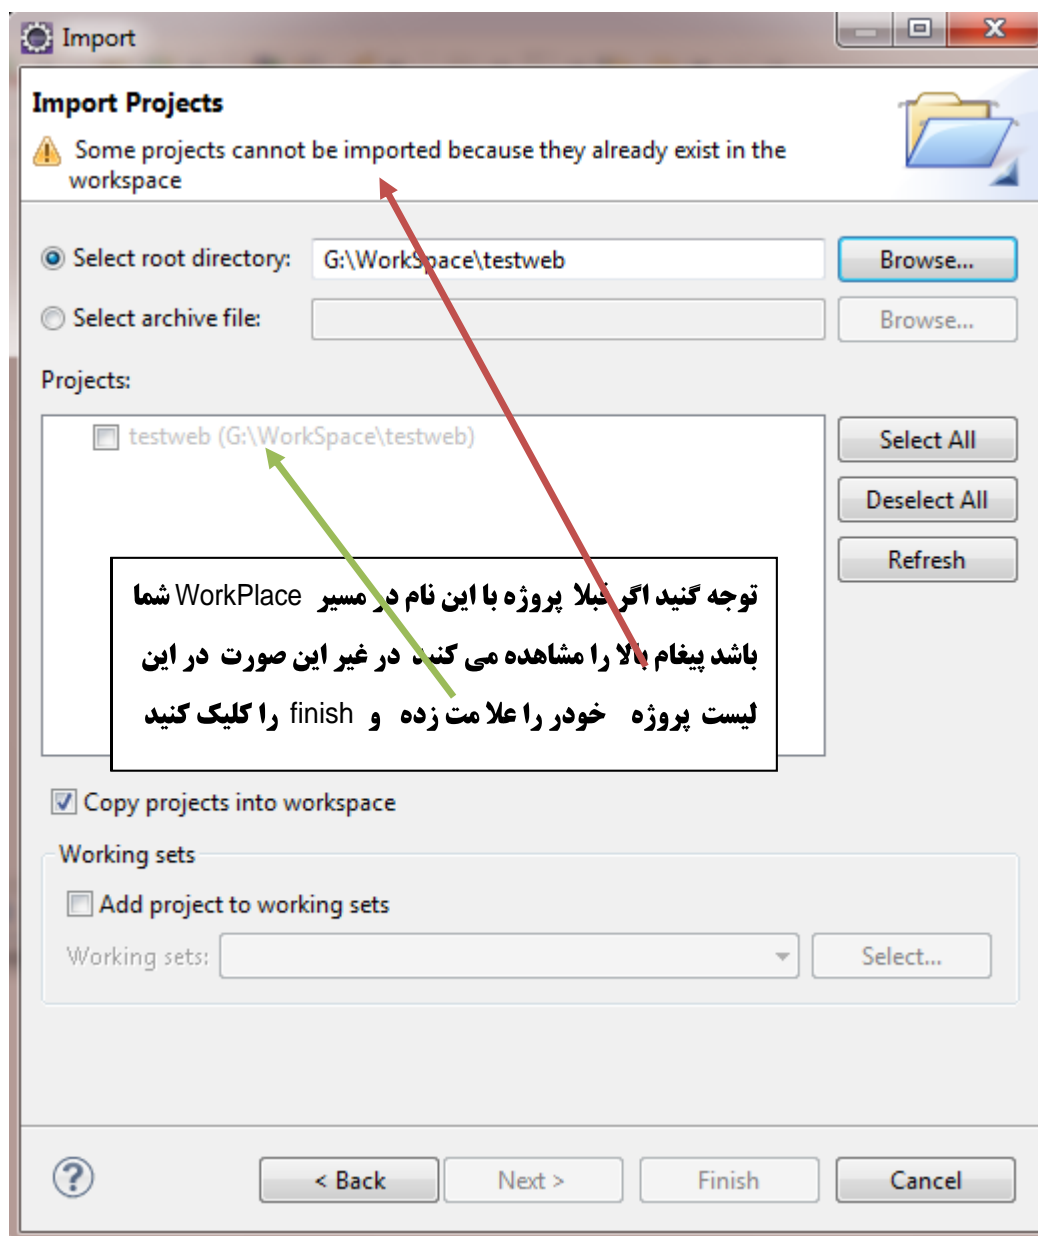 Import
Import Projects
Some projects cannot be imported because they already exist in the
workspace
Select root directory:
G:\WorkSpace\testweb
Browse...
Select archive file:
Browse...
Projects:
testweb (G:\WorkSpace\testweb)
Select All
Deselect All
Refresh
توجه گنید اگر قبلا پروژه با این نام در مسیر WorkPlace شما
باشد پیغام بالا را مشاهده می کنید در غیر این صورت در این
لیست پروژه خودر را علا مت زده و finish را کلیک کنید
Copy projects into workspace
Working sets
Add project to working sets
Working sets:
Select...
< Back
Next >
Finish
Cancel